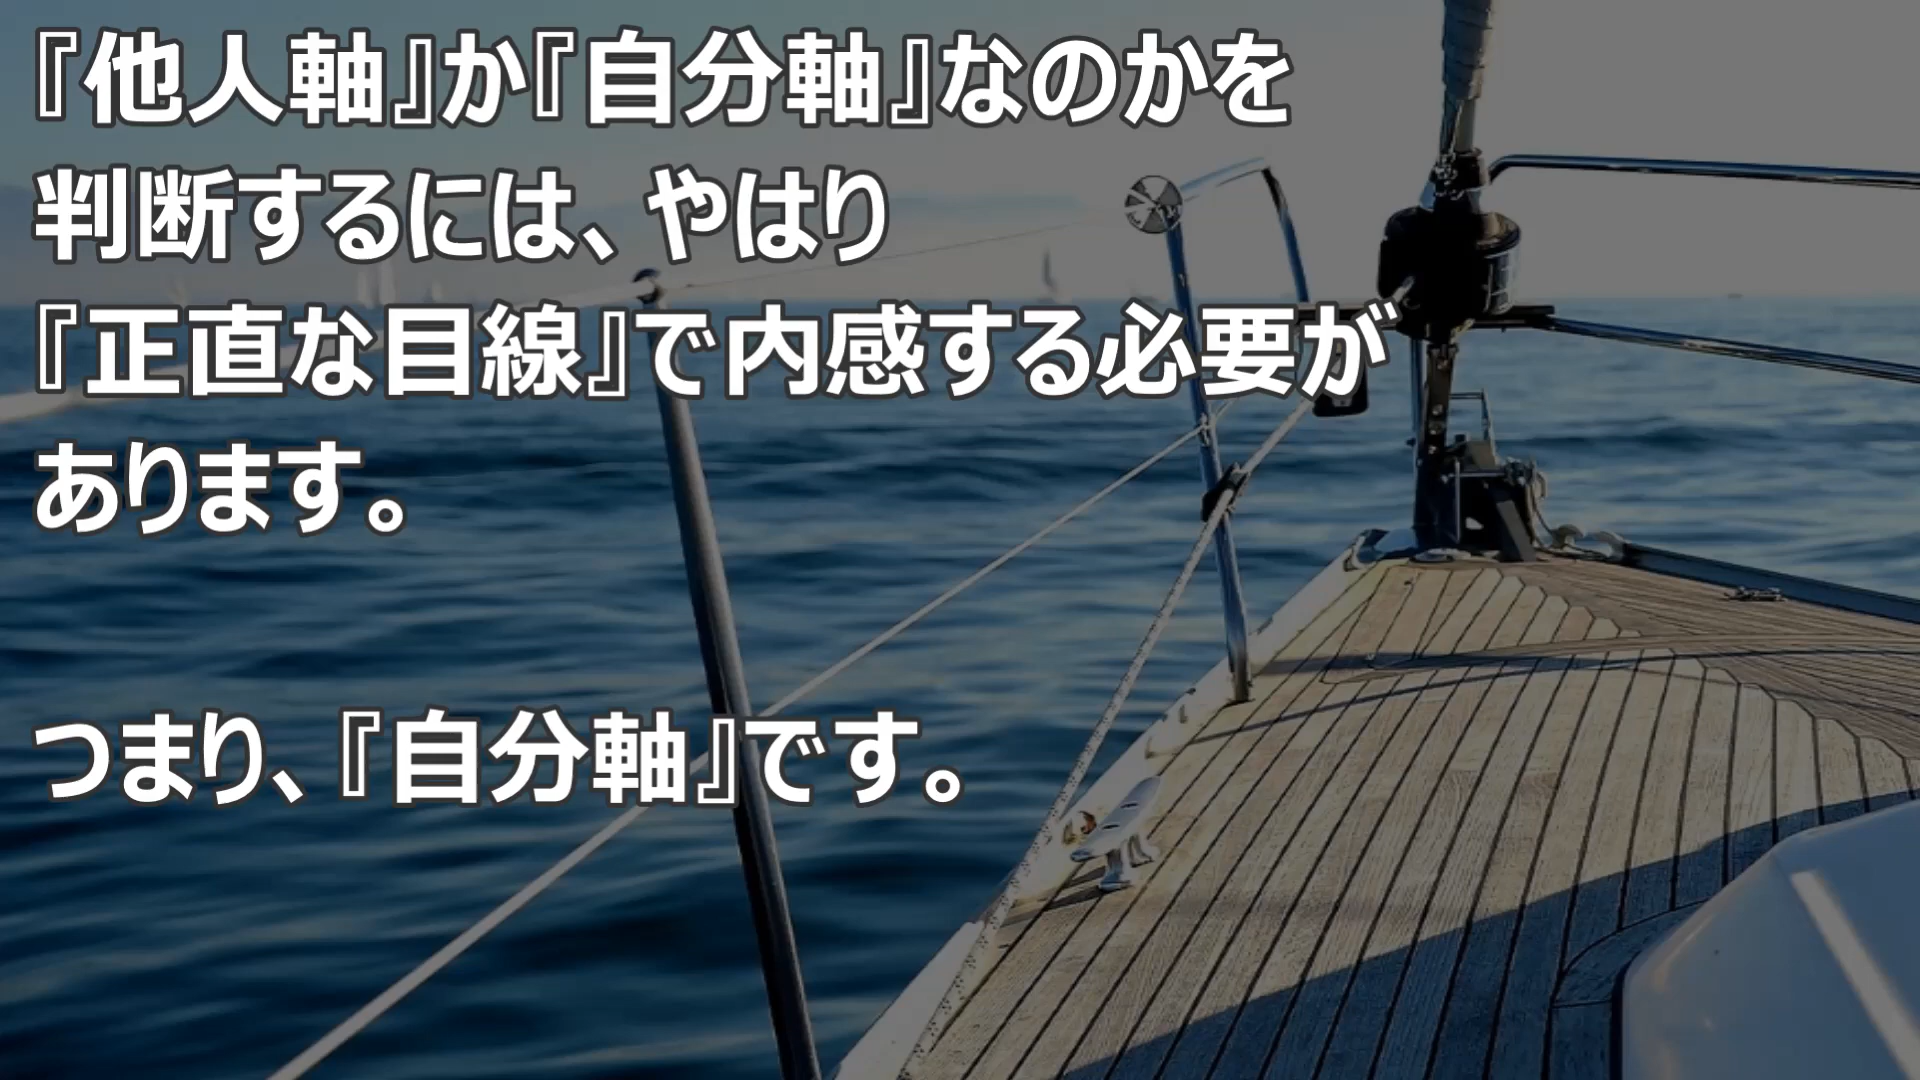 『他人軸』か『自分軸』なのかを
判断するには、やはり
『正直な目線』で内感する必要が
あります。
つまり、『自分軸』です。